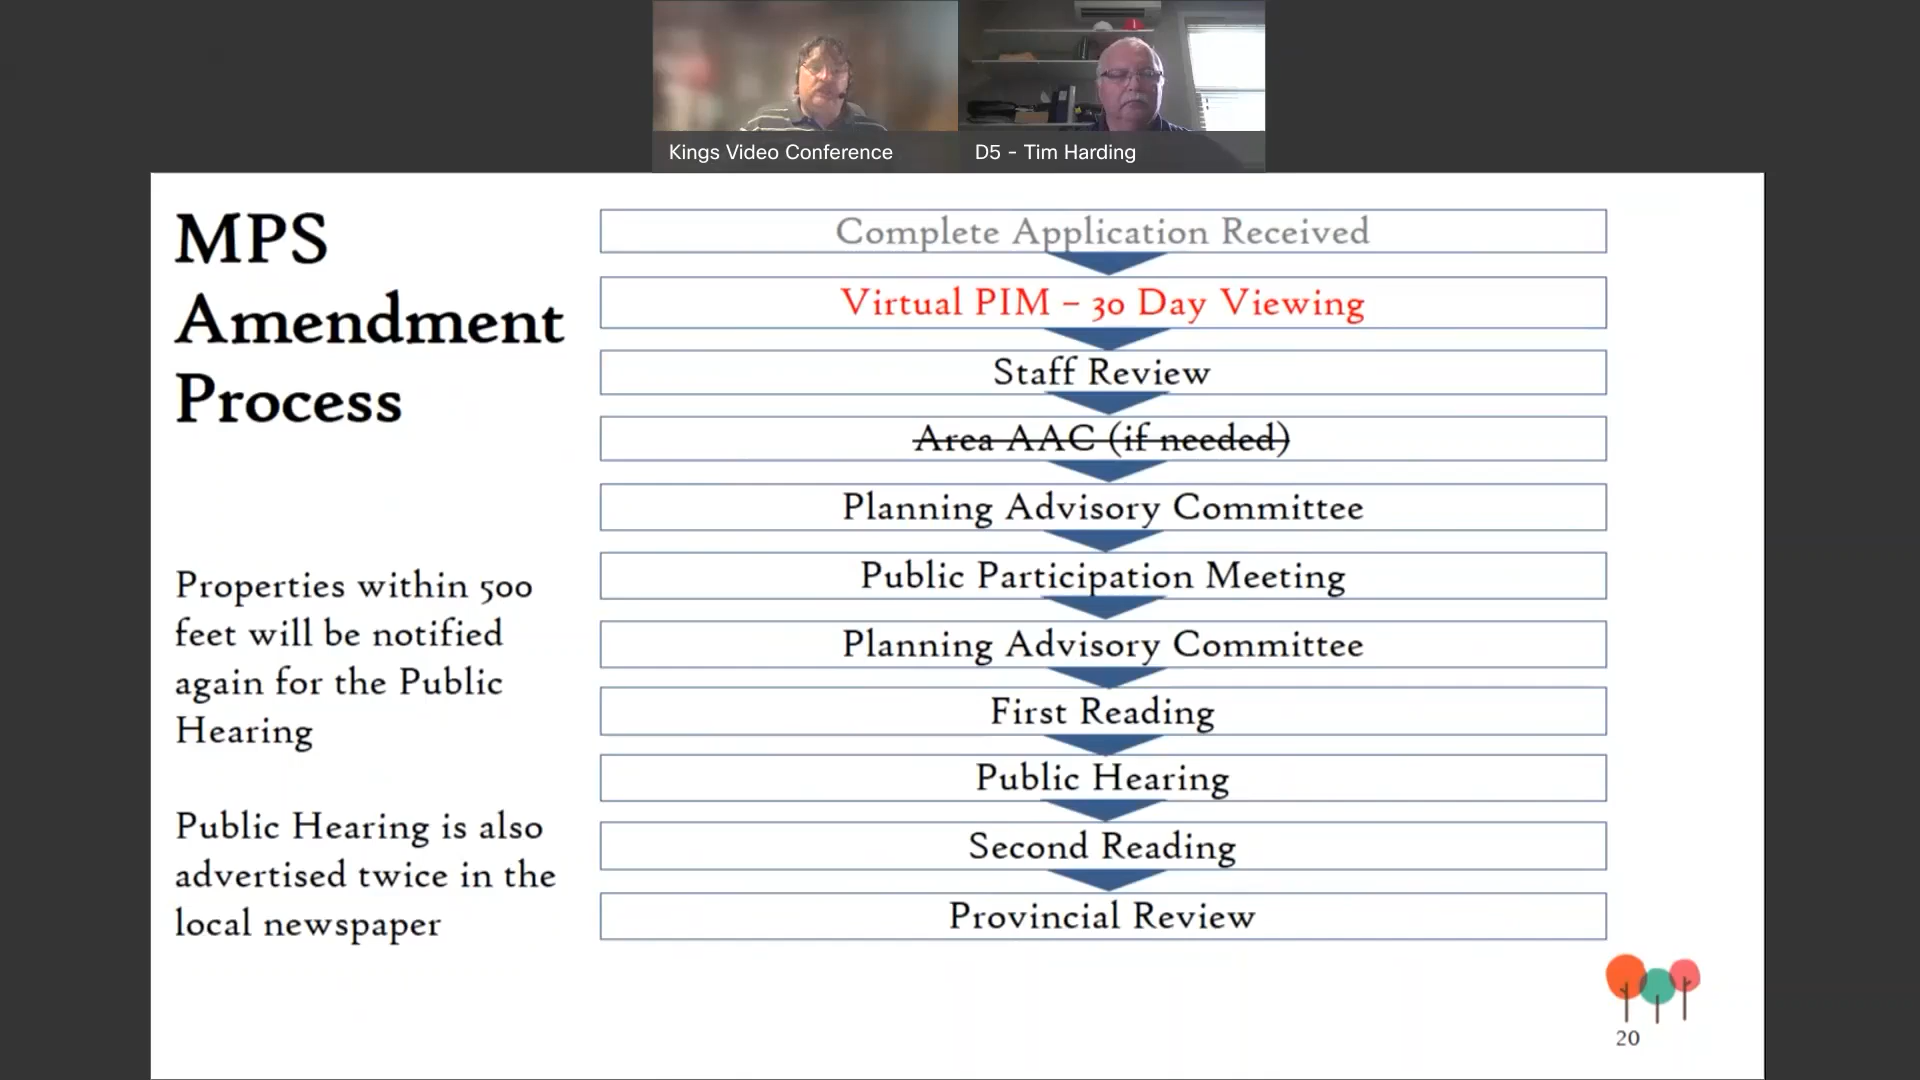 Kings Video Conference
D5 - Tim Harding
MPS
Amendment
Process
Properties within 500
feet will be notified
again for the Public
Hearing
Public Hearing is also
advertised twice in the
local newspaper
Complete Application Received
Virtual PIM – 30 Day Viewing
Staff Review
Area AAC (if needed)
Planning Advisory Committee
Public Participation Meeting
Planning Advisory Committee
First Reading
Public Hearing
Second Reading
Provincial Review
20